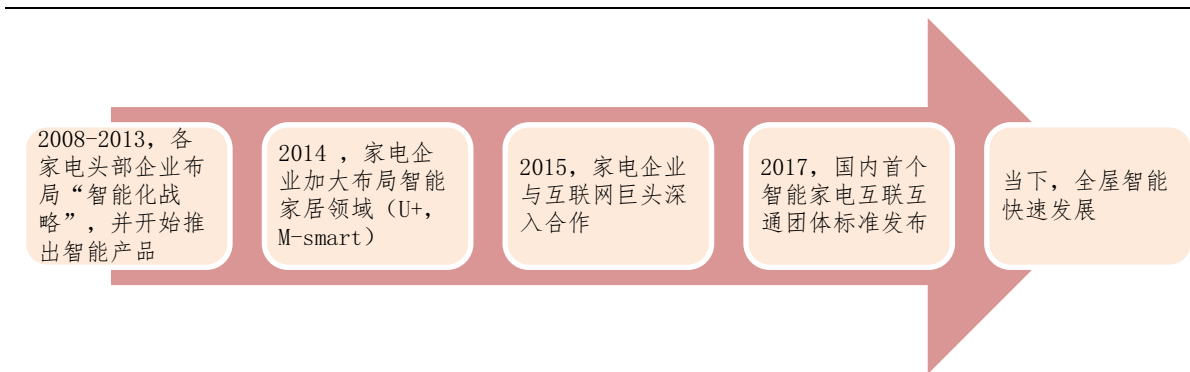 2008-2013，各
家电头部企业布
局“智能化战
略”，并开始推
出智能产品
2014 ，家电企
业加大布局智能
家居领域（U+，
M-smart）
2015，家电企业
与互联网巨头深
入合作
2017，国内首个
智能家电互联互
通团体标准发布
当下，全屋智能
快速发展